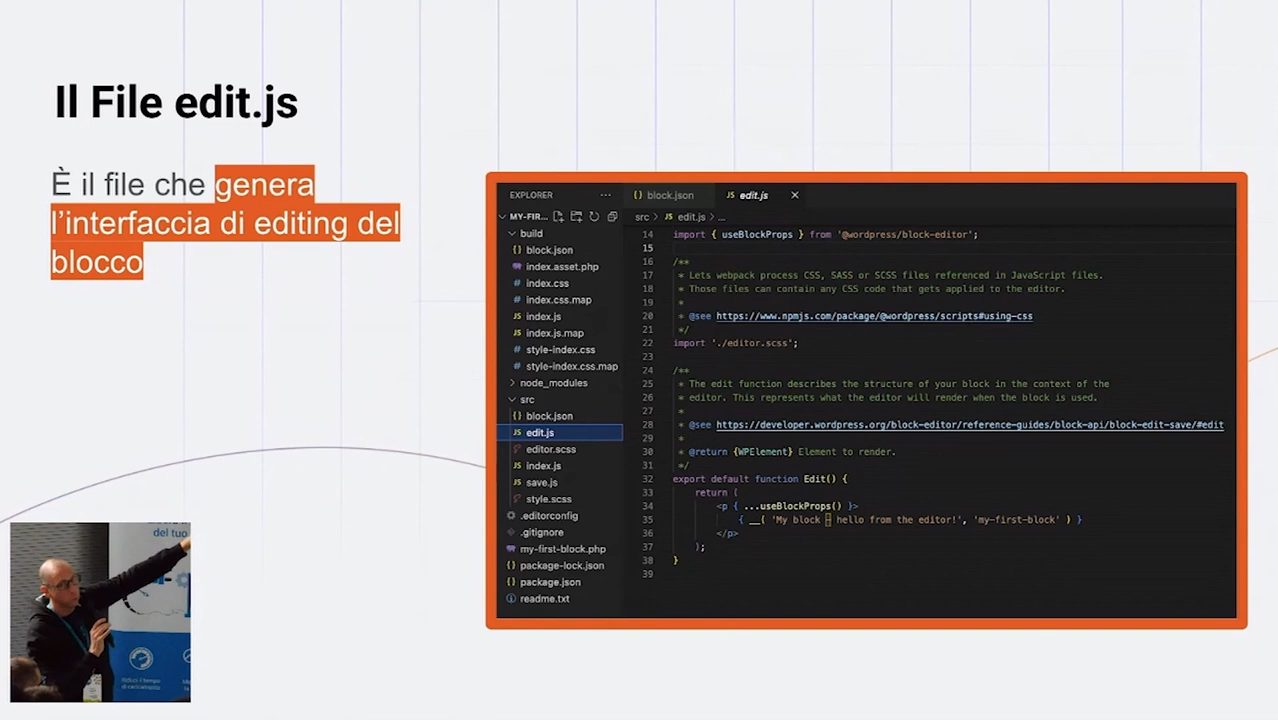 Il File edit.js
È il file che genera
l’interfaccia di editing del
blocco
EXPLORER
block.json
edit.js
MY-FIR...
src > edit.js > ...
build
block.json
index.asset.php
index.css
index.css.map
index.js
index.js.map
style-index.css
style-index.css.map
node_modules
src
block.json
edit.js
editor.scss
index.js
save.js
style.scss
.editorconfig
.gitignore
my-first-block.php
package-lock.json
package.json
readme.txt
14 import { useBlockProps } from '@wordpress/block-editor';
15
16 /**
17 * Lets webpack process CSS, SASS or SCSS files referenced in JavaScript files.
18 * Those files can contain any CSS code that gets applied to the editor.
19 *
20 * @see https://www.npmjs.com/package/@wordpress/scripts#using-css
21 */
22 import './editor.scss';
23
24 /**
25 * The edit function describes the structure of your block in the context of the
26 * editor. This represents what the editor will render when the block is used.
27 *
28 * @see https://developer.wordpress.org/block-editor/reference-guides/block-api/block-edit-save/#edit
29 *
30 * @return {WPElement} Element to render.
31 */
32 export default function Edit() {
33 return (
34 <p { ...useBlockProps() }>
35 { __( 'My block – hello from the editor!', 'my-first-block' ) }
36 </p>
37 );
38 }
39
del tuo
Riduci il tempo
di caricamento